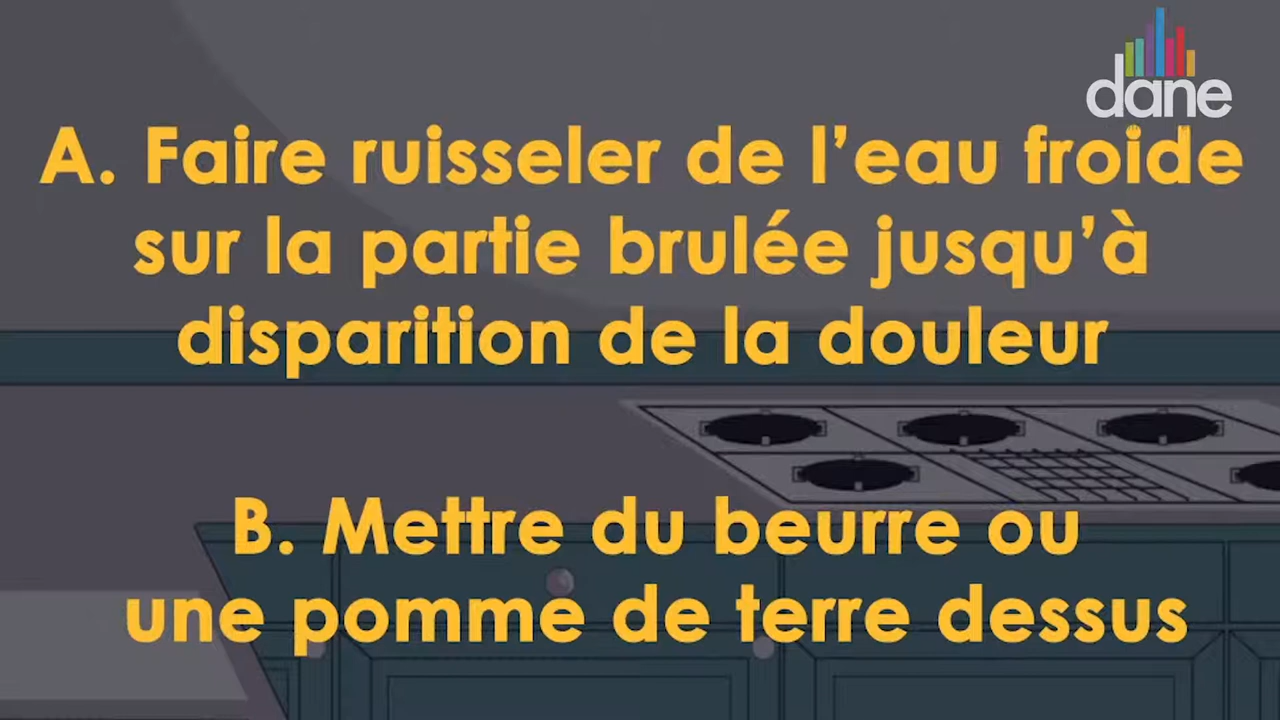 dane
A. Faire ruisseler de l’eau froide
sur la partie brulée jusqu’à
disparition de la douleur
B. Mettre du beurre ou
une pomme de terre dessus